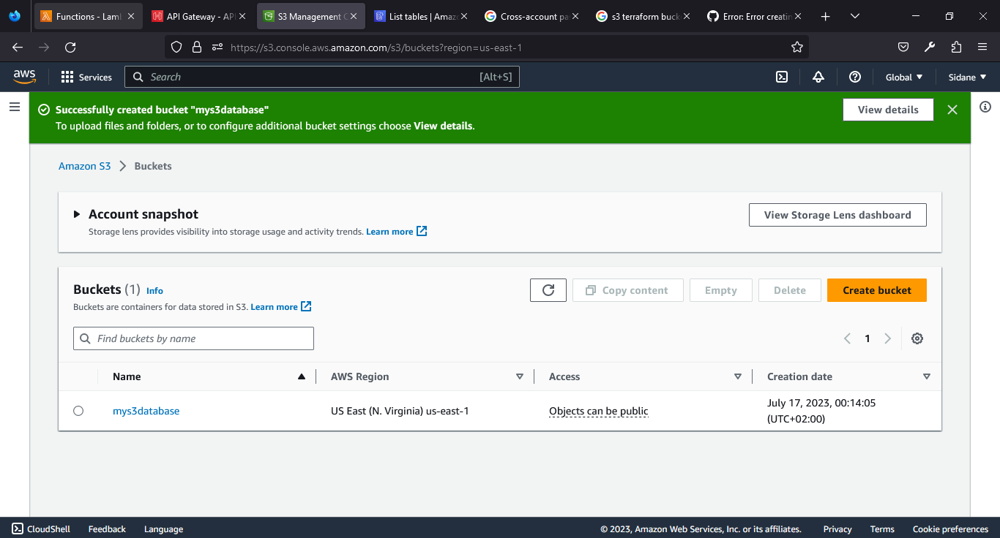 Functions - Lamb
API Gateway - API
S3 Management C
List tables | Amazo
Cross-account pa
s3 terraform buck
Error: Error creatin
https://s3.console.aws.amazon.com/s3/buckets?region=us-east-1
aws
Services
Search
[Alt+S]
Global
Sidane
Successfully created bucket "mys3database"
To upload files and folders, or to configure additional bucket settings choose View details.
View details
Amazon S3 > Buckets
Account snapshot
Storage lens provides visibility into storage usage and activity trends. Learn more
View Storage Lens dashboard
Buckets (1) Info
Buckets are containers for data stored in S3. Learn more
Copy content
Empty
Delete
Create bucket
Find buckets by name
1
Name
AWS Region
Access
Creation date
mys3database
US East (N. Virginia) us-east-1
Objects can be public
July 17, 2023, 00:14:05
(UTC+02:00)
CloudShell
Feedback
Language
© 2023, Amazon Web Services, Inc. or its affiliates.
Privacy
Terms
Cookie preferences